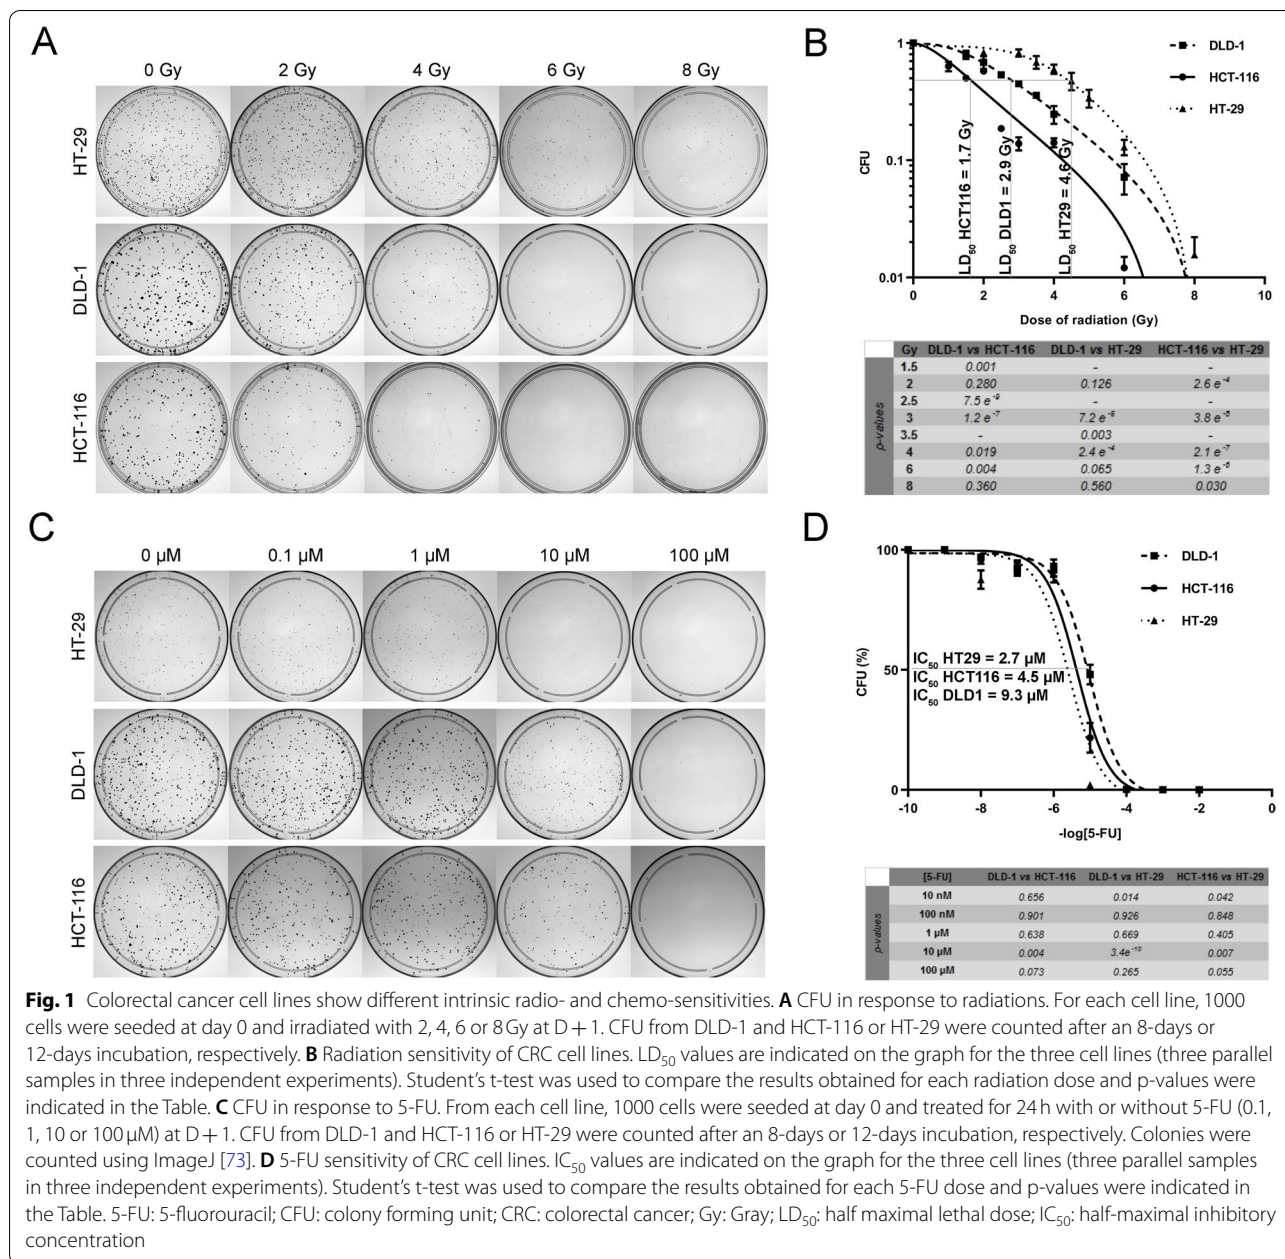 A
0 Gy 2 Gy 4 Gy 6 Gy 8 Gy
HT-29
DLD-1
HCT-116
B
DLD-1
HCT-116
HT-29
CFU
1
0.1
0.01
LD50 HCT116 = 1.7 Gy
LD50 DLD1 = 2.9 Gy
LD50 HT29 = 4.6 Gy
0 2 4 6 8 10
Dose of radiation (Gy)
Gy DLD-1 vs HCT-116 DLD-1 vs HT-29 HCT-116 vs HT-29
p-values
1.5 0.001 - -
2 0.280 0.126 2.6 e-4
2.5 7.5 e-9 - -
3 1.2 e-7 7.2 e-6 3.8 e-8
3.5 - 0.003 -
4 0.019 2.4 e-4 2.1 e-7
6 0.004 0.065
8 0.360 0.560 0.030
C
0 µM 0.1 µM 1 µM 10 µM 100 µM
HT-29
DLD-1
HCT-116
D
DLD-1
HCT-116
HT-29
CFU (%)
100
50
0
IC50 HT29 = 2.7 µM
IC50 HCT116 = 4.5 µM
IC50 DLD1 = 9.3 µM
-10 -8 -6 -4 -2 0
-log[5-FU]
[5-FU] DLD-1 vs HCT-116 DLD-1 vs HT-29 HCT-116 vs HT-29
p-values
10 nM 0.656 0.014 0.042
100 nM 0.901 0.926 0.848
1 µM 0.638 0.669 0.405
10 µM 0.004 3.4e-10 0.007
100 µM 0.073 0.265 0.055
Fig. 1 Colorectal cancer cell lines show different intrinsic radio- and chemo-sensitivities. A CFU in response to radiations. For each cell line, 1000
cells were seeded at day 0 and irradiated with 2, 4, 6 or 8 Gy at D + 1. CFU from DLD-1 and HCT-116 or HT-29 were counted after an 8-days or
12-days incubation, respectively. B Radiation sensitivity of CRC cell lines. LD50 values are indicated on the graph for the three cell lines (three parallel
samples in three independent experiments). Student's t-test was used to compare the results obtained for each radiation dose and p-values were
indicated in the Table. C CFU in response to 5-FU. From each cell line, 1000 cells were seeded at day 0 and treated for 24 h with or without 5-FU (0.1,
1, 10 or 100 µM) at D + 1. CFU from DLD-1 and HCT-116 or HT-29 were counted after an 8-days or 12-days incubation, respectively. Colonies were
counted using ImageJ [73]. D 5-FU sensitivity of CRC cell lines. IC50 values are indicated on the graph for the three cell lines (three parallel samples
in three independent experiments). Student's t-test was used to compare the results obtained for each 5-FU dose and p-values were indicated in
the Table. 5-FU: 5-fluorouracil; CFU: colony forming unit; CRC: colorectal cancer; Gy: Gray; LD50: half maximal lethal dose; IC50: half-maximal inhibitory
concentration